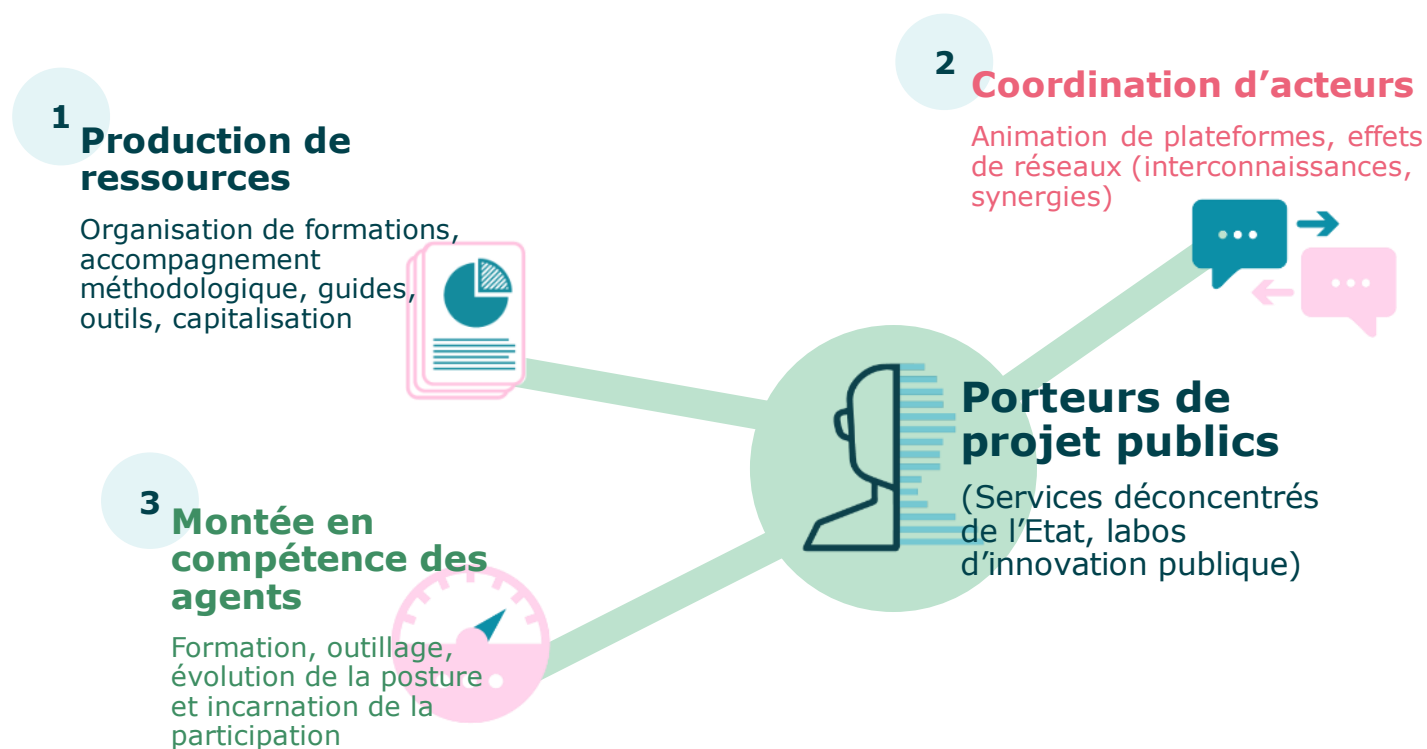 1
Production de
ressources
Organisation de formations,
accompagnement
méthodologique, guides,
outils, capitalisation
2
Coordination d’acteurs
Animation de plateformes, effets
de réseaux (interconnaissances,
synergies)
Porteurs de
projet publics
(Services déconcentrés
de l’Etat, labos
d’innovation publique)
3
Montée en
compétence des
agents
Formation, outillage,
évolution de la posture
et incarnation de la
participation